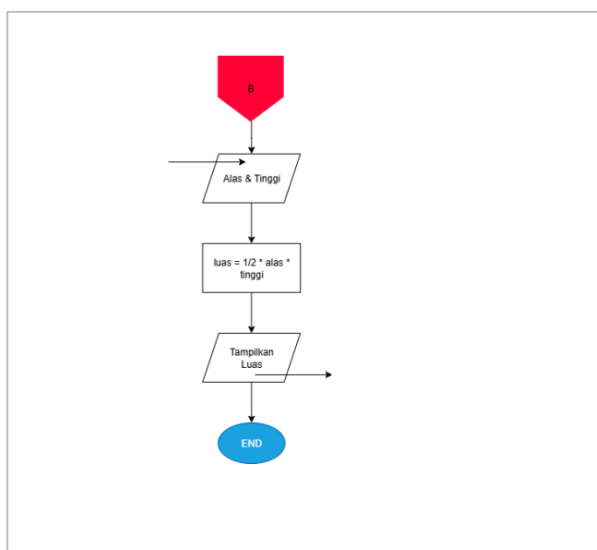 B
Alas & Tinggi
luas = 1/2 * alas *
tinggi
Tampilkan
Luas
END